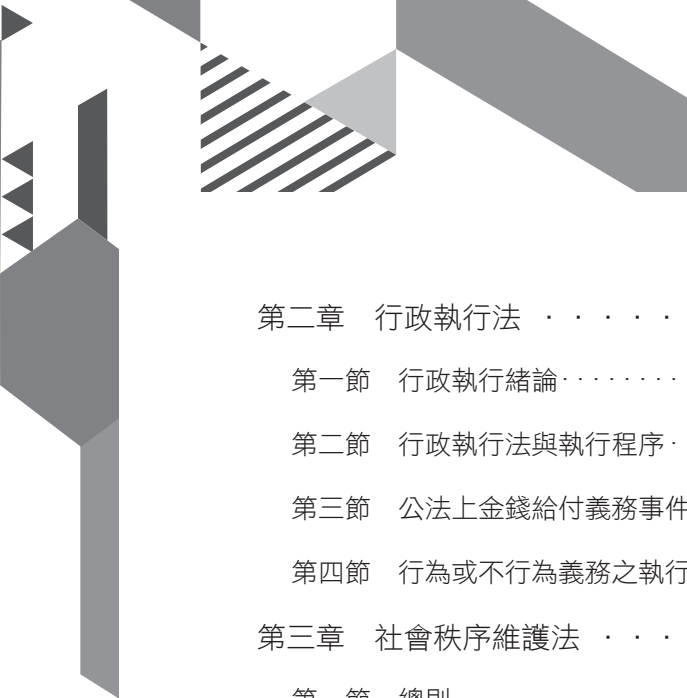 第二章　行政執行法 · · · · ·
第一節　行政執行緒論 · · · · · · · ·
第二節　行政執行法與執行程序 ·
第三節　公法上金錢給付義務事件
第四節　行為或不行為義務之執行
第三章　社會秩序維護法 · · ·